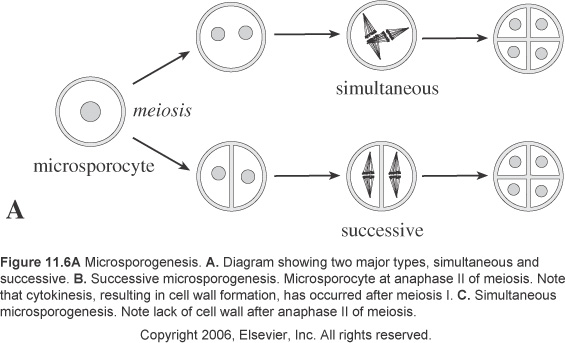 meiosis
simultaneous
microsporocyte
A
successive
Figure 11.6A Microsporogenesis. A. Diagram showing two major types, simultaneous and
successive. B. Successive microsporogenesis. Microsporocyte at anaphase II of meiosis. Note
that cytokinesis, resulting in cell wall formation, has occurred after meiosis I. C. Simultaneous
microsporogenesis. Note lack of cell wall after anaphase II of meiosis.
Copyright 2006, Elsevier, Inc. All rights reserved.